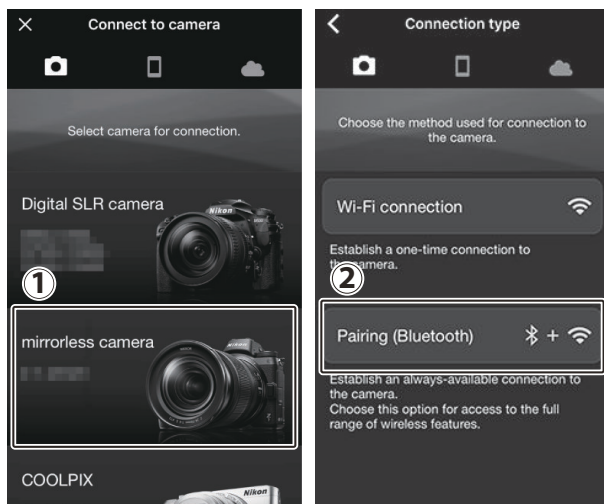 Connect to camera
Select camera for connection.
Digital SLR camera
Nikon
①
mirrorless camera
Nikon
COOLPIX
Nikon
Connection type
Choose the method used for connection to
the camera.
Wi-Fi connection
Establish a one-time connection to
the camera.
②
Pairing (Bluetooth)
+
Establish an always-available connection to
the camera.
Choose this option for access to the full
range of wireless features.